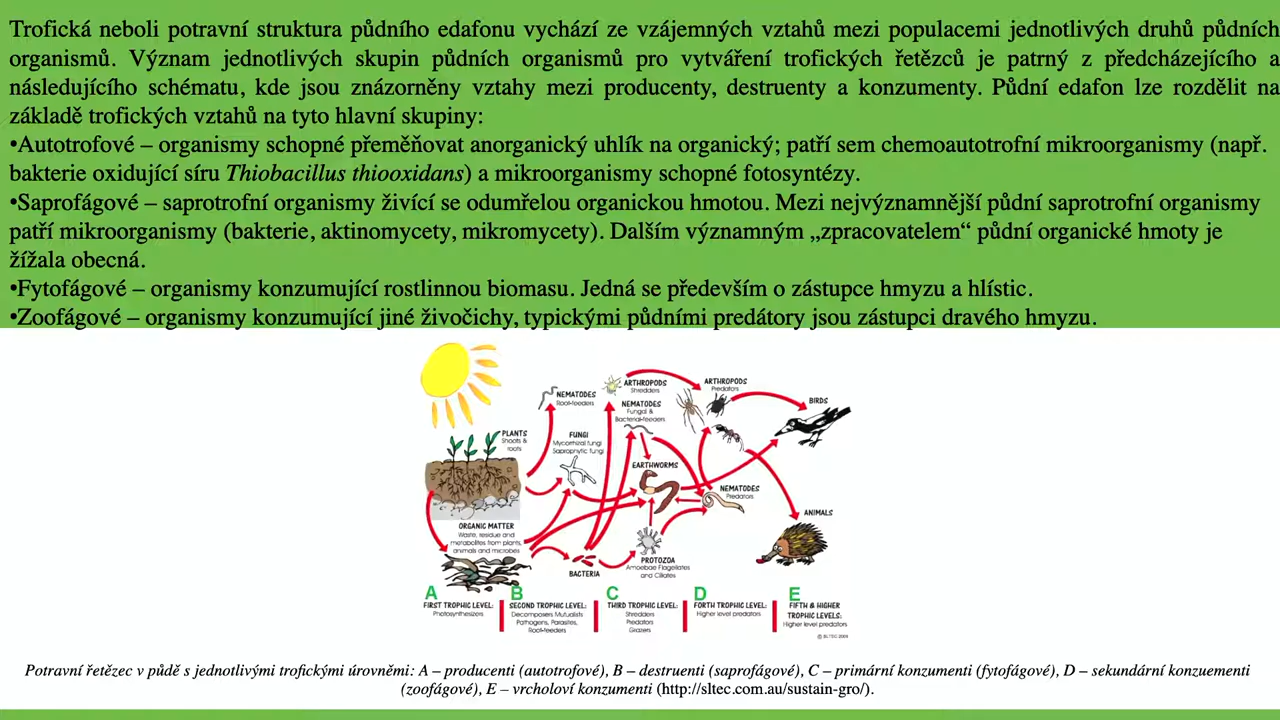 Trofická neboli potravní struktura půdního edafonu vychází ze vzájemných vztahů mezi populacemi jednotlivých druhů půdních
organismů. Význam jednotlivých skupin půdních organismů pro vytváření trofických řetězců je patrný z předcházejícího a
následujícího schématu, kde jsou znázorněny vztahy mezi producenty, destruenty a konzumenty. Půdní edafon lze rozdělit na
základě trofických vztahů na tyto hlavní skupiny:
•Autotrofové – organismy schopné přeměňovat anorganický uhlík na organický; patří sem chemoautotrofní mikroorganismy (např.
bakterie oxidující síru Thiobacillus thiooxidans) a mikroorganismy schopné fotosyntézy.
•Saprofágové – saprotrofní organismy živící se odumřelou organickou hmotou. Mezi nejvýznamnější půdní saprotrofní organismy
patří mikroorganismy (bakterie, aktinomycety, mikromycety). Dalším významným „zpracovatelem“ půdní organické hmoty je
žížala obecná.
•Fytofágové – organismy konzumující rostlinnou biomasu. Jedná se především o zástupce hmyzu a hlístic.
•Zoofágové – organismy konzumující jiné živočichy, typickými půdními predátory jsou zástupci dravého hmyzu.
NEMATODES
Root-feeders
ARTHROPODS
Shredders
ARTHROPODS
Predators
NEMATODES
Fungal &
Bacterial-feeders
BIRDS
PLANTS
Shoots &
roots
FUNGI
Mycorrhizal fungi
Saprophytic fungi
EARTHWORMS
NEMATODES
Predators
ANIMALS
ORGANIC MATTER
Waste, residue and
metabolites from plants,
animals and microbes
BACTERIA
PROTOZOA
Amoebae Flagellates
and Ciliates
A
B
C
D
E
FIRST TROPHIC LEVEL:
Photosynthesizers
SECOND TROPHIC LEVEL:
Decomposers Mutualists
Pathogens, Parasites,
Root-feeders
THIRD TROPHIC LEVEL:
Shredders
Predators
Grazers
FORTH TROPHIC LEVEL:
Higher level predators
FIFTH & HIGHER
TROPHIC LEVELS:
Higher level predators
© SLTEC 2009
Potravní řetězec v půdě s jednotlivými trofickými úrovněmi: A – producenti (autotrofové), B – destruenti (saprofágové), C – primární konzumenti (fytofágové), D – sekundární konzuementi
(zoofágové), E – vrcholoví konzumenti (http://sltec.com.au/sustain-gro/).